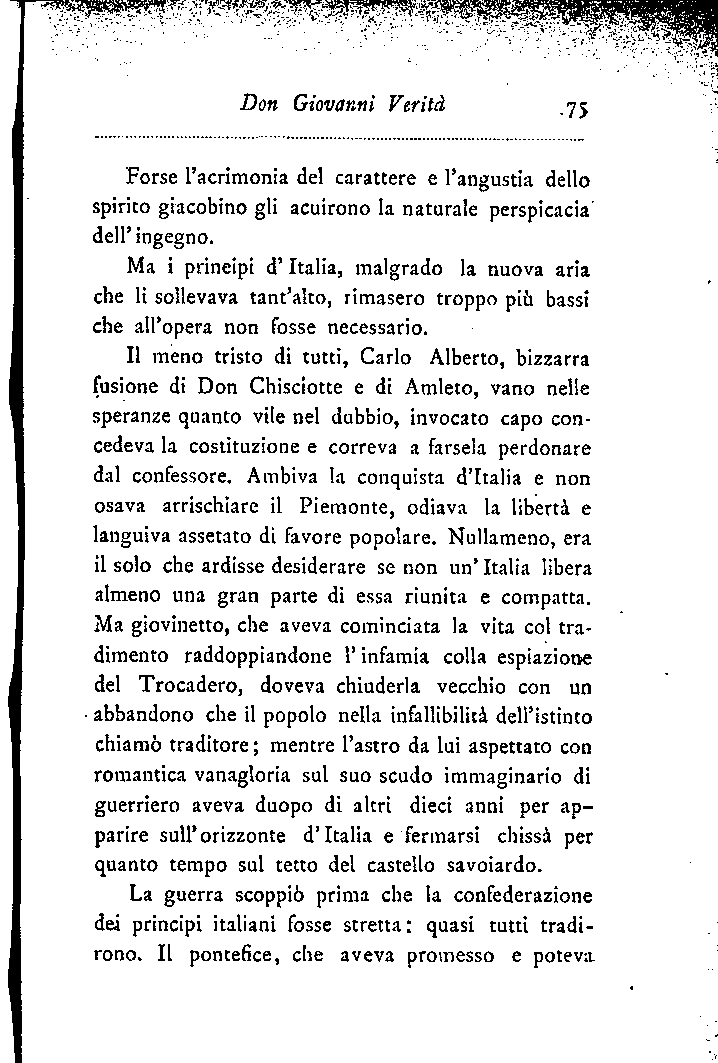 Don Giovanni Verità 75
Forse l'acrimonia del carattere e l'angustia dello
spirito giacobino gli acuirono la naturale perspicacia
dell'ingegno.
Ma i principi d'Italia, malgrado la nuova aria
che li sollevava tant'alto, rimasero troppo più bassi
che all'opera non fosse necessario.
Il meno tristo di tutti, Carlo Alberto, bizzarra
fusione di Don Chisciotte e di Amleto, vano nelle
speranze quanto vile nel dubbio, invocato capo con-
cedeva la costituzione e correva a farsela perdonare
dal confessore. Ambiva la conquista d'Italia e non
osava arrischiare il Piemonte, odiava la libertà e
languiva assetato di favore popolare. Nullameno, era
il solo che ardisse desiderare se non un'Italia libera
almeno una gran parte di essa riunita e compatta.
Ma giovinetto, che aveva cominciata la vita col tra-
dimento raddoppiandone l'infamia colla espiazione
del Trocadero, doveva chiuderla vecchio con un
abbandono che il popolo nella infallibilità dell'istinto
chiamò traditore; mentre l'astro da lui aspettato con
romantica vanagloria sul suo scudo immaginario di
guerriero aveva duopo di altri dieci anni per ap-
parire sull'orizzonte d'Italia e fermarsi chissà per
quanto tempo sul tetto del castello savoiardo.
La guerra scoppiò prima che la confederazione
dei principi italiani fosse stretta: quasi tutti tradi-
rono. Il pontefice, che aveva promesso e poteva